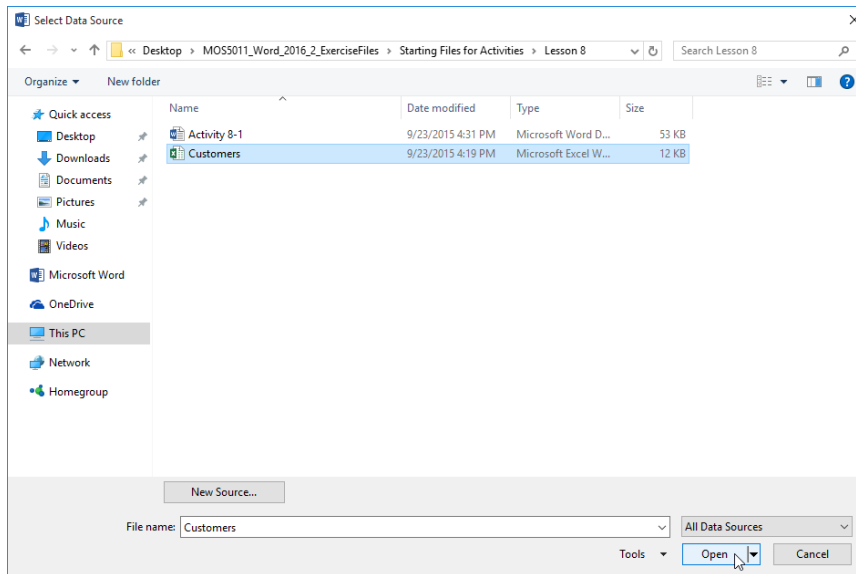 Select Data Source
« Desktop › MOS5011_Word_2016_2_ExerciseFiles › Starting Files for Activities › Lesson 8
Search Lesson 8
Organize
New folder
Name Date modified Type Size
Quick access
Desktop
Downloads
Documents
Pictures
Music
Videos
Microsoft Word
OneDrive
This PC
Network
Homegroup
Activity 8-1 9/23/2015 4:31 PM Microsoft Word D... 53 KB
Customers 9/23/2015 4:19 PM Microsoft Excel W... 12 KB
New Source...
File name: Customers All Data Sources
Tools Open Cancel